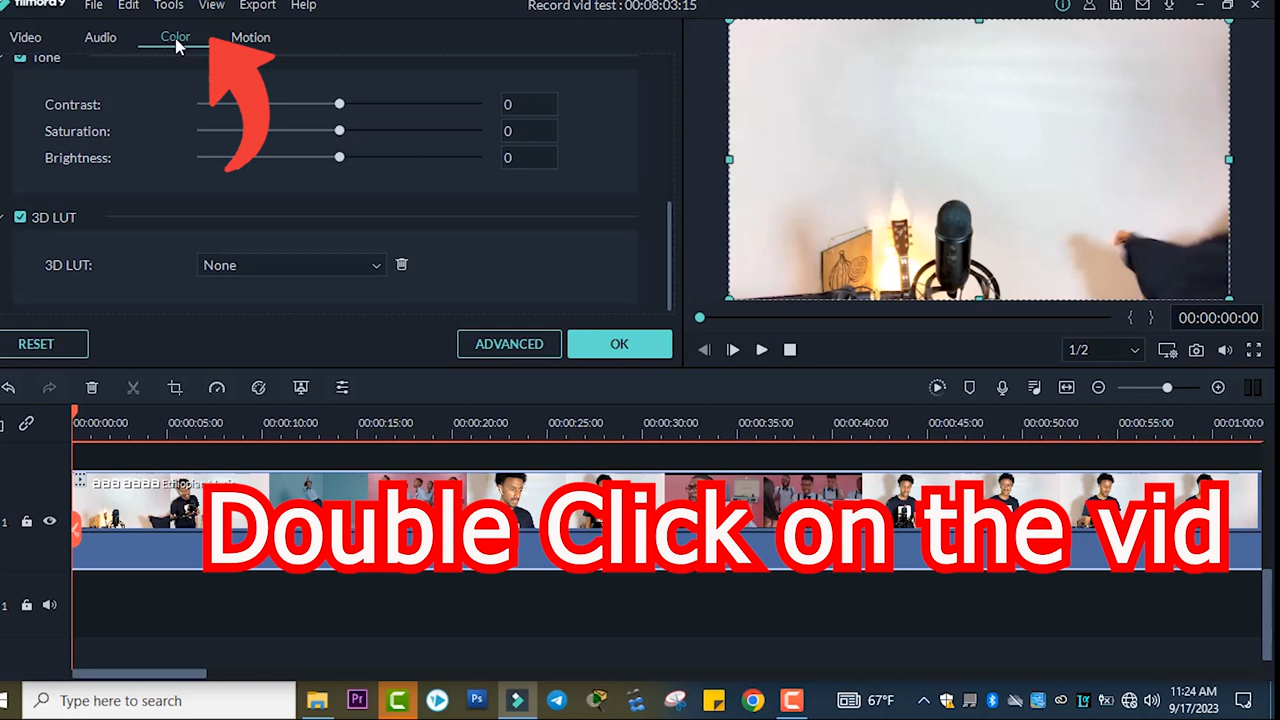 filmora9 File Edit Tools View Export Help Record vid test : 00:08:03:15
Video Audio Color Motion
Tone
Contrast: 0
Saturation: 0
Brightness: 0
3D LUT
3D LUT: None
RESET ADVANCED OK
00:00:00:00
1/2
00:00:00:00 00:00:05:00 00:00:10:00 00:00:15:00 00:00:20:00 00:00:25:00 00:00:30:00 00:00:35:00 00:00:40:00 00:00:45:00 00:00:50:00 00:00:55:00 00:01:00:0
1
Double Click on the vid
1
Type here to search
Pr
Ps
67°F
11:24 AM
9/17/2023